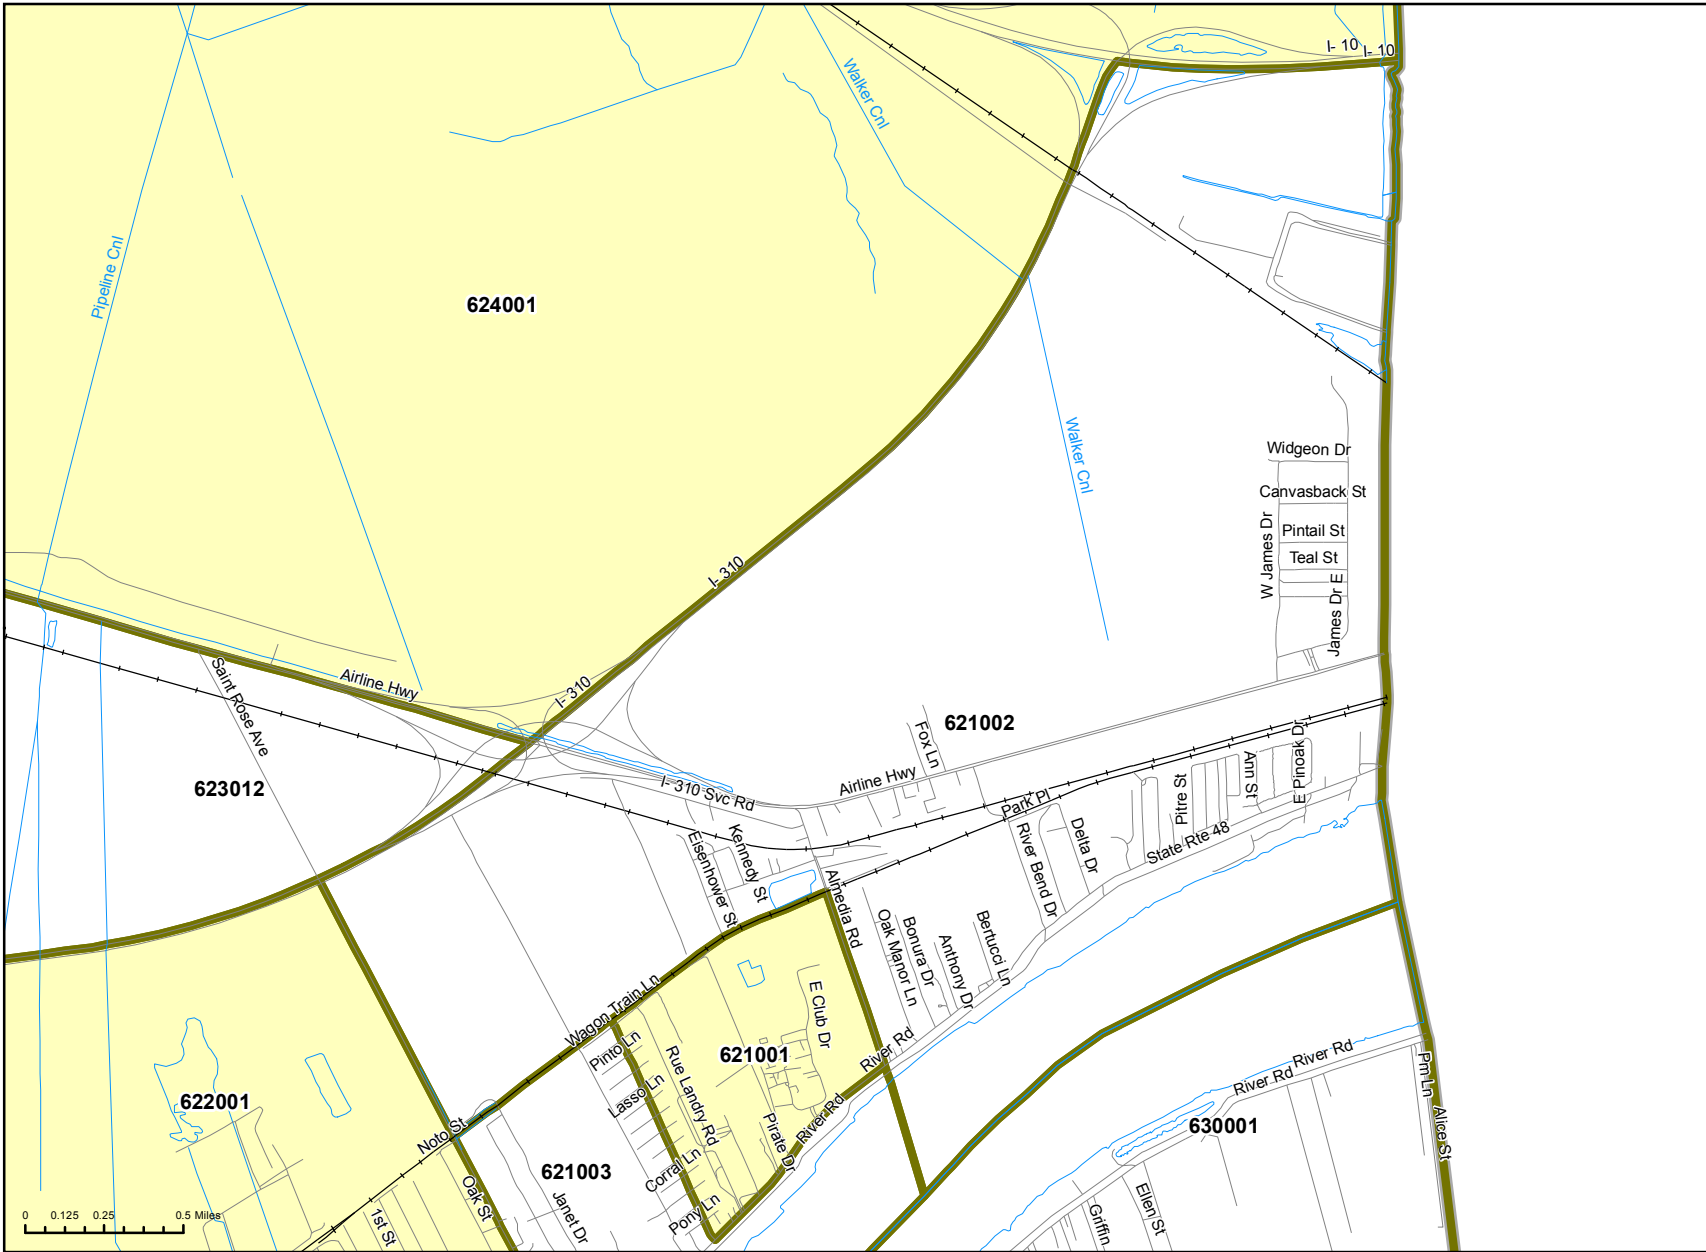 I- 10
I- 10
Walker Cnl
Pipeline Cnl
624001
Walker Cnl
Widgeon Dr
Canvasback St
W James Dr
Pintail St
Teal St
James Dr E
I- 310
I- 310
Airline Hwy
Saint Rose Ave
623012
621002
Fox Ln
Airline Hwy
I- 310 Svc Rd
Park Pl
Pitre St
Ann St
E Pinoak Dr
State Rte 48
River Bend Dr
Delta Dr
Kennedy St
Eisenhower St
Almedia Rd
Oak Manor Ln
Bonura Dr
Anthony Dr
Bertucci Ln
E Club Dr
Wagon Train Ln
Pinto Ln
621001
River Rd
Rue Landry Rd
Lasso Ln
River Rd
Pirate Dr
Corral Ln
Pony Ln
622001
Noto St
621003
Oak St
Janet Dr
1st St
River Rd
River Rd
630001
Pm Ln
Alice St
Ellen St
Griffin
0 0.125 0.25 0.5 Miles